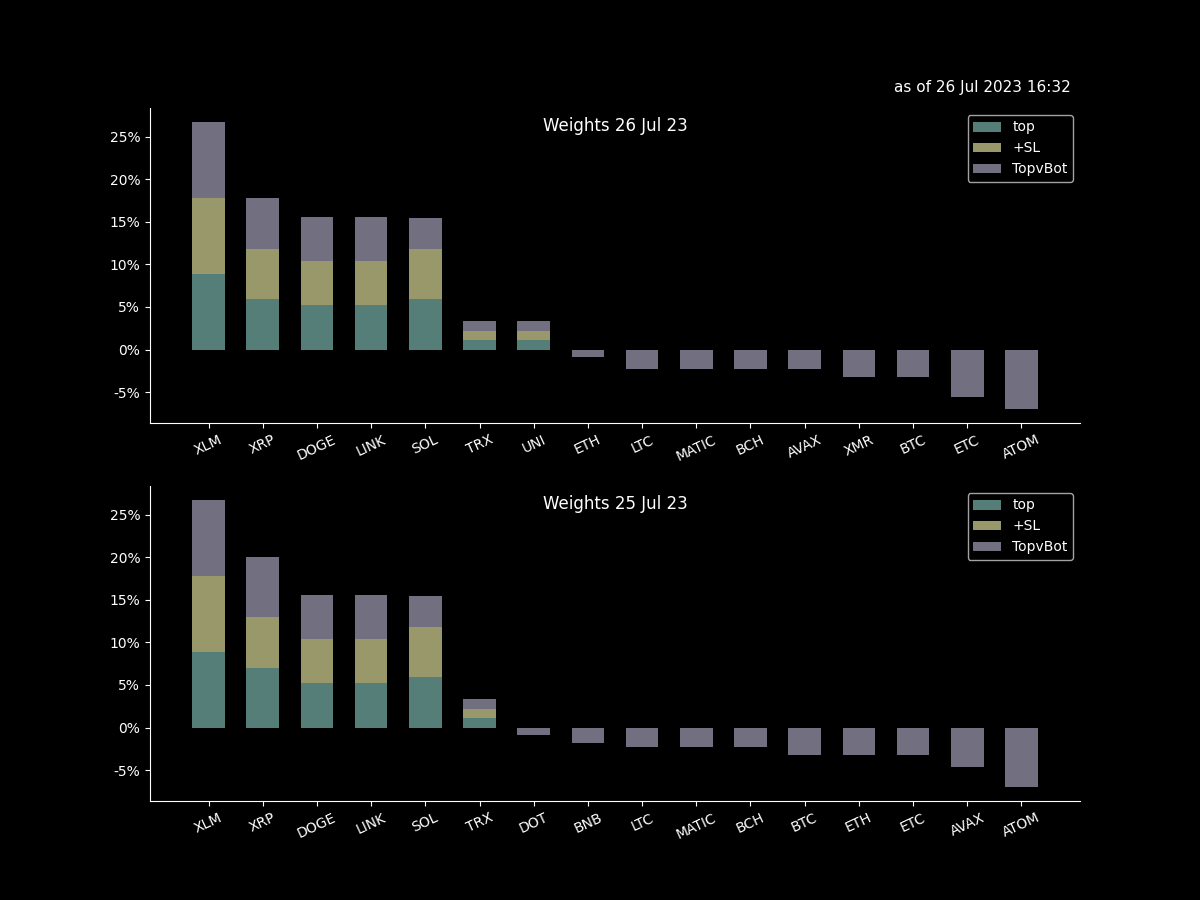 as of 26 Jul 2023 16:32
Weights 26 Jul 23
top
+SL
TopvBot
25%
20%
15%
10%
5%
0%
-5%
XLM XRP DOGE LINK SOL TRX UNI ETH LTC MATIC BCH AVAX XMR BTC ETC ATOM
Weights 25 Jul 23
top
+SL
TopvBot
25%
20%
15%
10%
5%
0%
-5%
XLM XRP DOGE LINK SOL TRX DOT BNB LTC MATIC BCH BTC ETH ETC AVAX ATOM